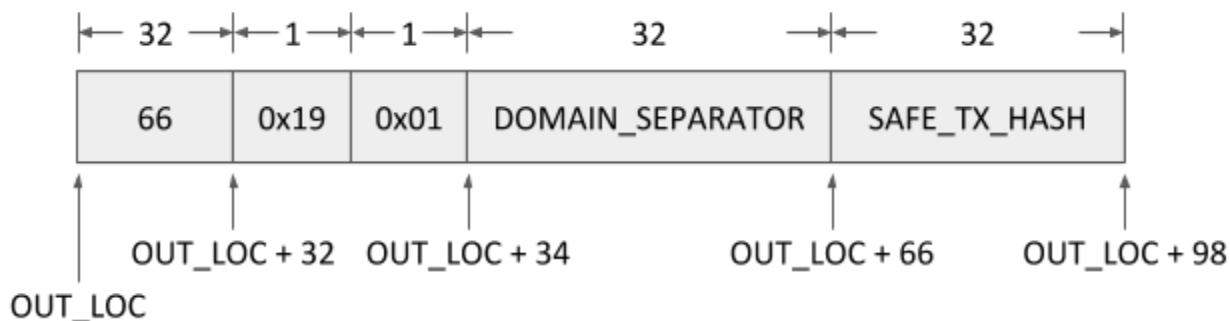 32 1 1 32 32
66 0x19 0x01 DOMAIN_SEPARATOR SAFE_TX_HASH
OUT_LOC + 32 OUT_LOC + 34 OUT_LOC + 66 OUT_LOC + 98
OUT_LOC